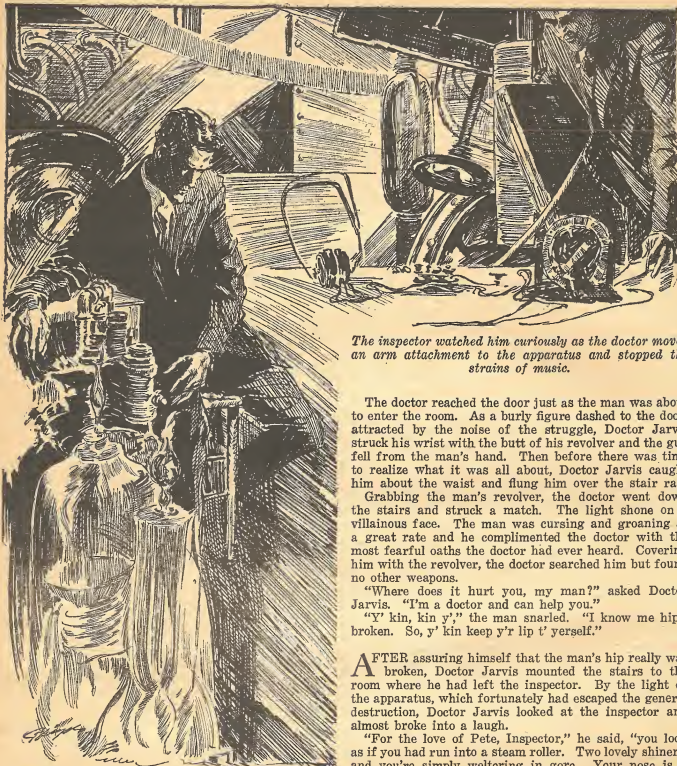 The inspector watched him curiously as the doctor move
an arm attachment to the apparatus and stopped th
strains of music.
The doctor reached the door just as the man was abou
to enter the room. As a burly figure dashed to the doo
attracted by the noise of the struggle, Doctor Jarvi
struck his wrist with the butt of his revolver and the gu
fell from the man's hand. Then before there was tim
to realize what it was all about, Doctor Jarvis caugh
him about the waist and flung him over the stair ra
Grabbing the man's revolver, the doctor went dow
the stairs and struck a match. The light shone on
villainous face. The man was cursing and groaning
a great rate and he complimented the doctor with th
most fearful oaths the doctor had ever heard. Coverin
him with the revolver, the doctor searched him but foun
no other weapons.
"Where does it hurt you, my man?" asked Docto
Jarvis. "I'm a doctor and can help you."
"Y' kin, kin y'," the man snarled. "I know me hip
broken. So, y' kin keep y'r lip t' yerself."
AFTER assuring himself that the man's hip really wa
broken, Doctor Jarvis mounted the stairs to th
room where he had left the inspector. By the light o
the apparatus, which fortunately had escaped the gener
destruction, Doctor Jarvis looked at the inspector an
almost broke into a laugh.
"For the love of Pete, Inspector," he said, "you loo
as if you had run into a steam roller. Two lovely shiner
and you're simply weltering in gore. Your nose is